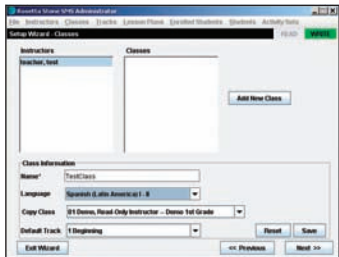 Rosetta Stone SMS Administrator
File Instructors Classes Tracks Lesson Plans Enrolled Students Students Activity Sets
Setup Wizard - Classes READ WRITE
Instructors Classes
teacher, test
Add New Class
Class Information
Name* TestClass
Language Spanish (Latin America) I - II
Copy Class 01 Demo, Read-Only Instructor -- Demo 1st Grade
Default Track 1 Beginning Reset Save
Exit Wizard << Previous Next >>